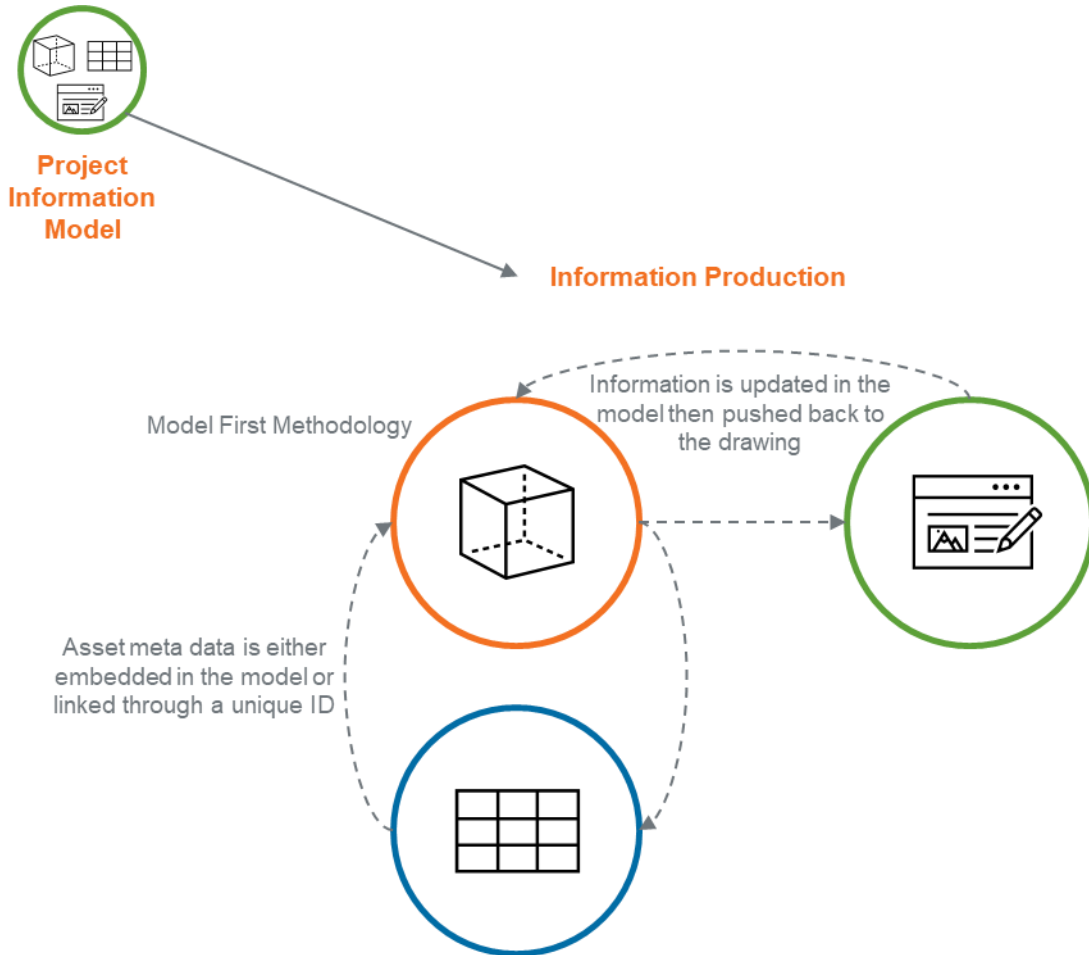 Project
Information
Model
Information Production
Information is updated in the
model then pushed back to
the drawing
Model First Methodology
Asset meta data is either
embedded in the model or
linked through a unique ID